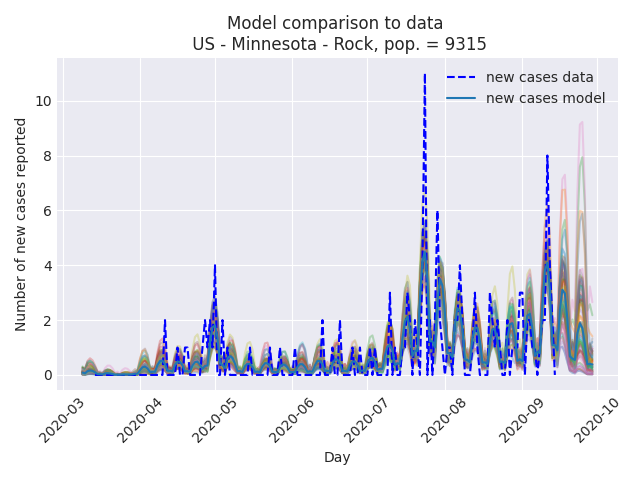 Model comparison to data
US - Minnesota - Rock, pop. = 9315
new cases data
new cases model
Number of new cases reported
10
8
6
4
2
0
2020-03
2020-04
2020-05
2020-06
2020-07
2020-08
2020-09
2020-10
Day